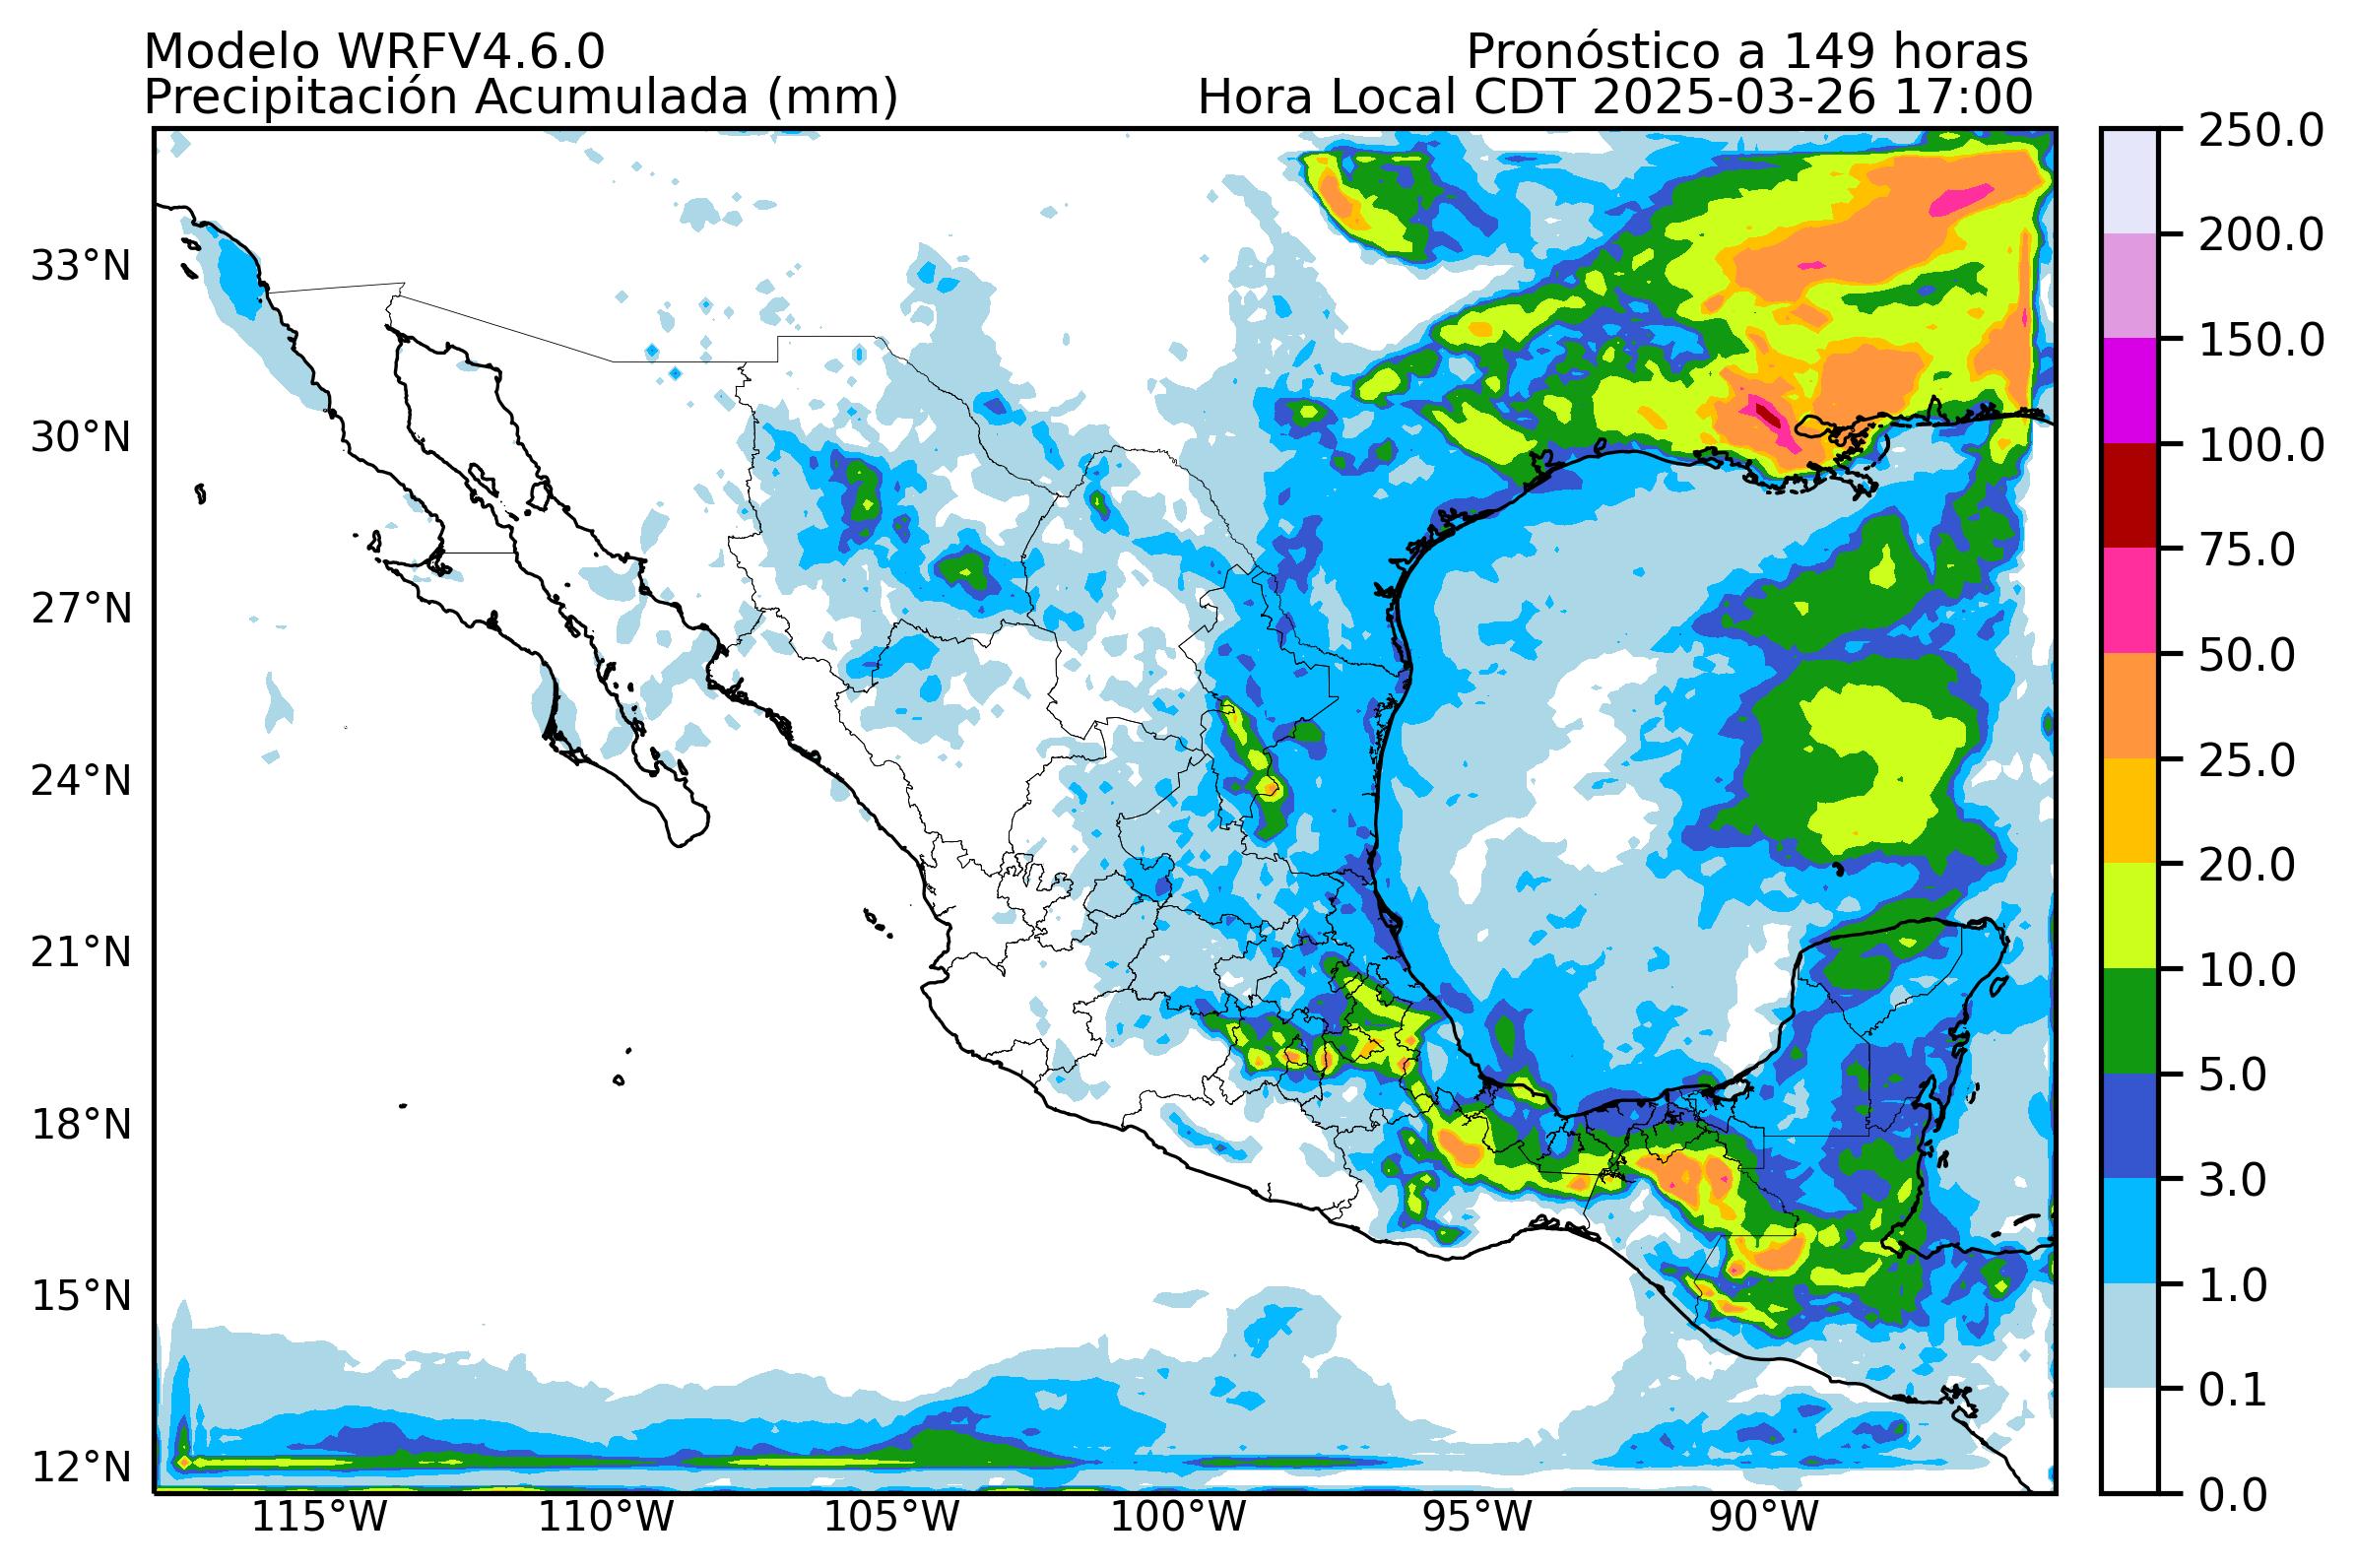 Modelo WRFV4.6.0
Pronóstico a 149 horas
Precipitación Acumulada (mm)
Hora Local CDT 2025-03-26 17:00
33°N
30°N
27°N
24°N
21°N
18°N
15°N
12°N
115°W
110°W
105°W
100°W
95°W
90°W
250.0
200.0
150.0
100.0
75.0
50.0
25.0
20.0
10.0
5.0
3.0
1.0
0.1
0.0